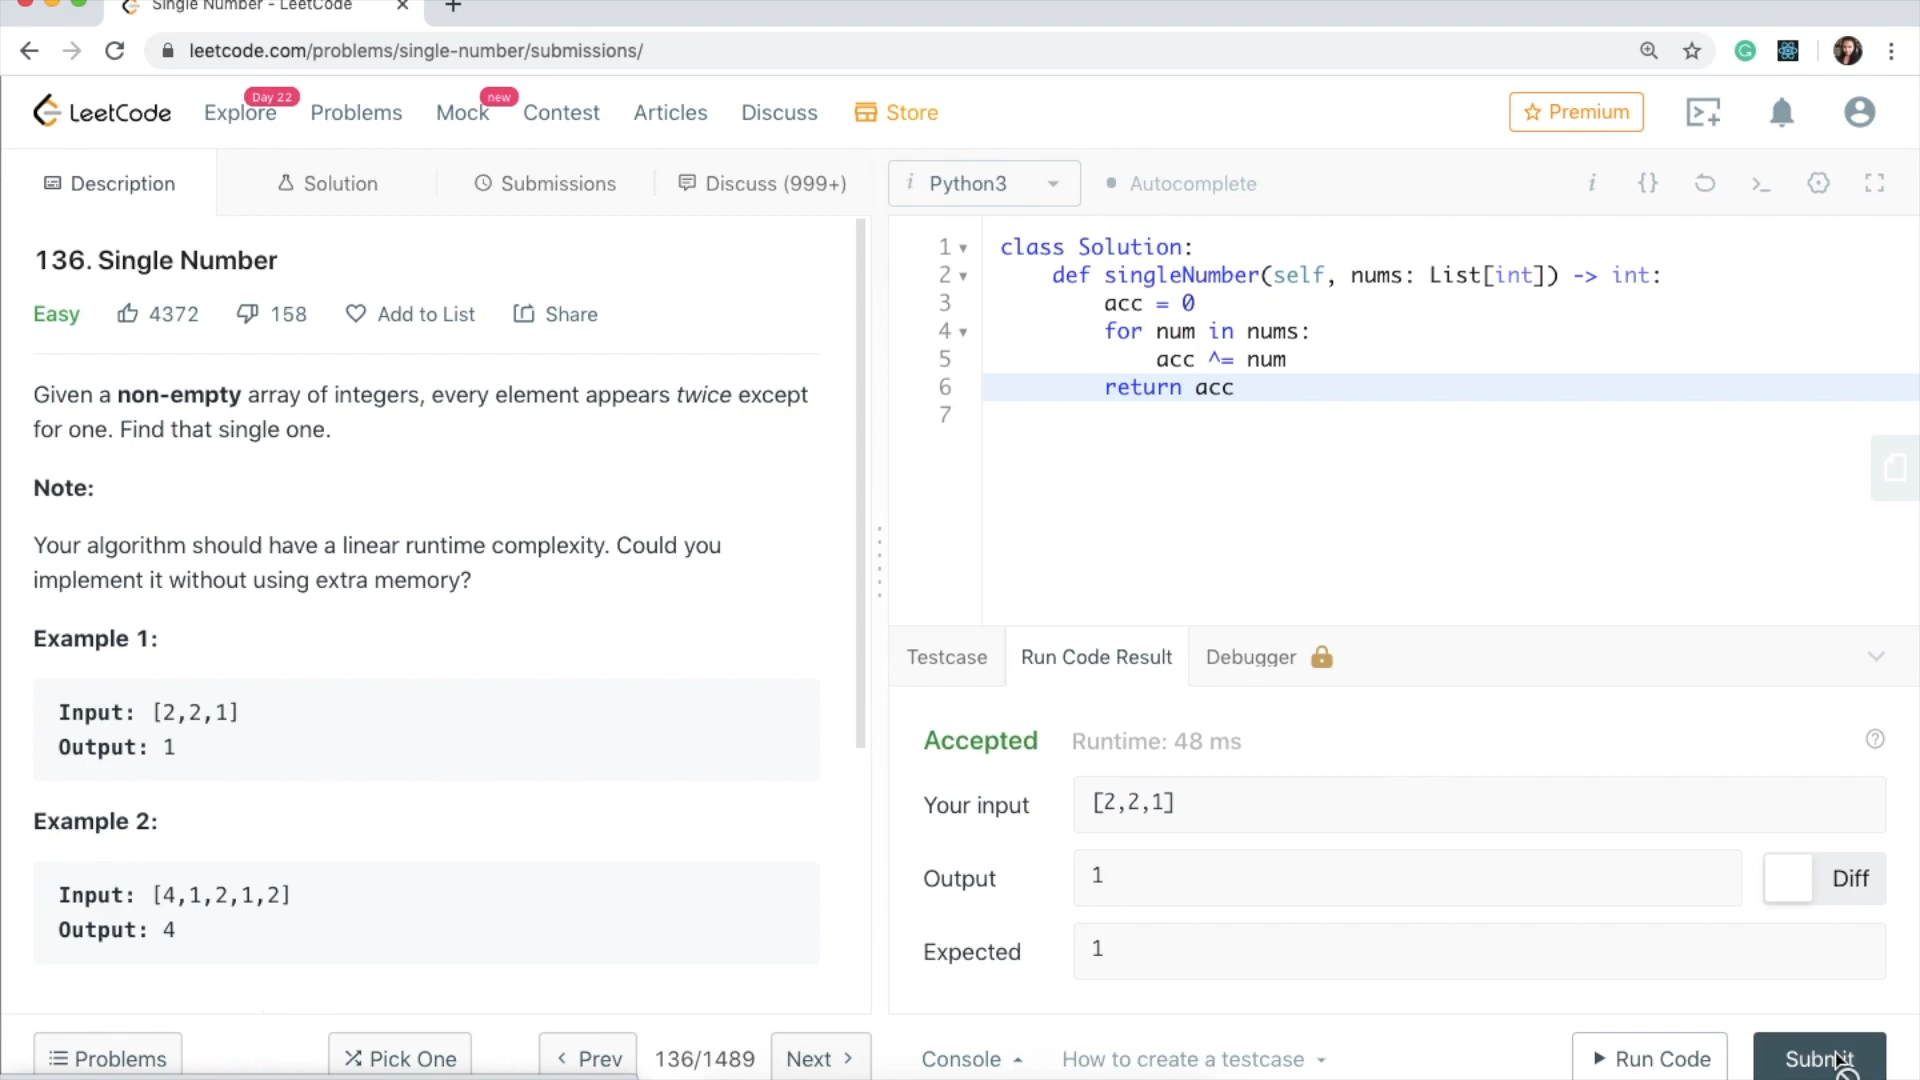 Single Number - LeetCode
leetcode.com/problems/single-number/submissions/
LeetCode Explore Day 22 Problems Mock new Contest Articles Discuss Store Premium
Description Solution Submissions Discuss (999+)
136. Single Number
Easy 4372 158 Add to List Share
Given a non-empty array of integers, every element appears twice except
for one. Find that single one.
Note:
Your algorithm should have a linear runtime complexity. Could you
implement it without using extra memory?
Example 1:
Input: [2,2,1]
Output: 1
Example 2:
Input: [4,1,2,1,2]
Output: 4
Problems Pick One < Prev 136/1489 Next >
i Python3 Autocomplete i {} >_
1 class Solution:
2 def singleNumber(self, nums: List[int]) -> int:
3 acc = 0
4 for num in nums:
5 acc ^= num
6 return acc
7
Testcase Run Code Result Debugger
Accepted Runtime: 48 ms
Your input [2,2,1]
Output 1 Diff
Expected 1
Console How to create a testcase Run Code Submit